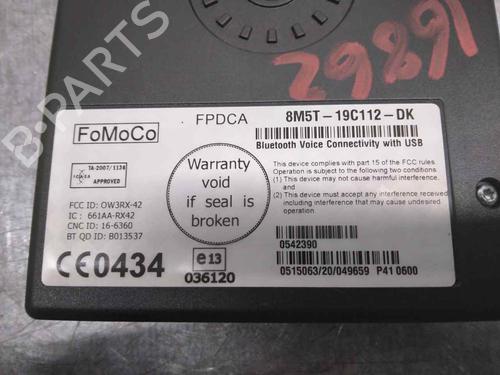 29891
FoMoCo
FPDCA
8M5T-19C112-DK
Bluetooth Voice Connectivity with USB
TA-2007/1134
ICASA
APPROVED
Warranty
void
if seal is
broken
This device complies with part 15 of the FCC rules.
Operation is subject to the following two conditions
(1) This device may not cause harmful interference,
and
(2) This device must accept any interference received
including interference
that may cause undesired operation.
FCC ID: OW3RX-42
IC : 661AA-RX42
CNC ID: 16-6360
BT QD ID: B013537
CE0434
e13
036120
0542390
0515063/20/049659 P41 0600
B-PARTS